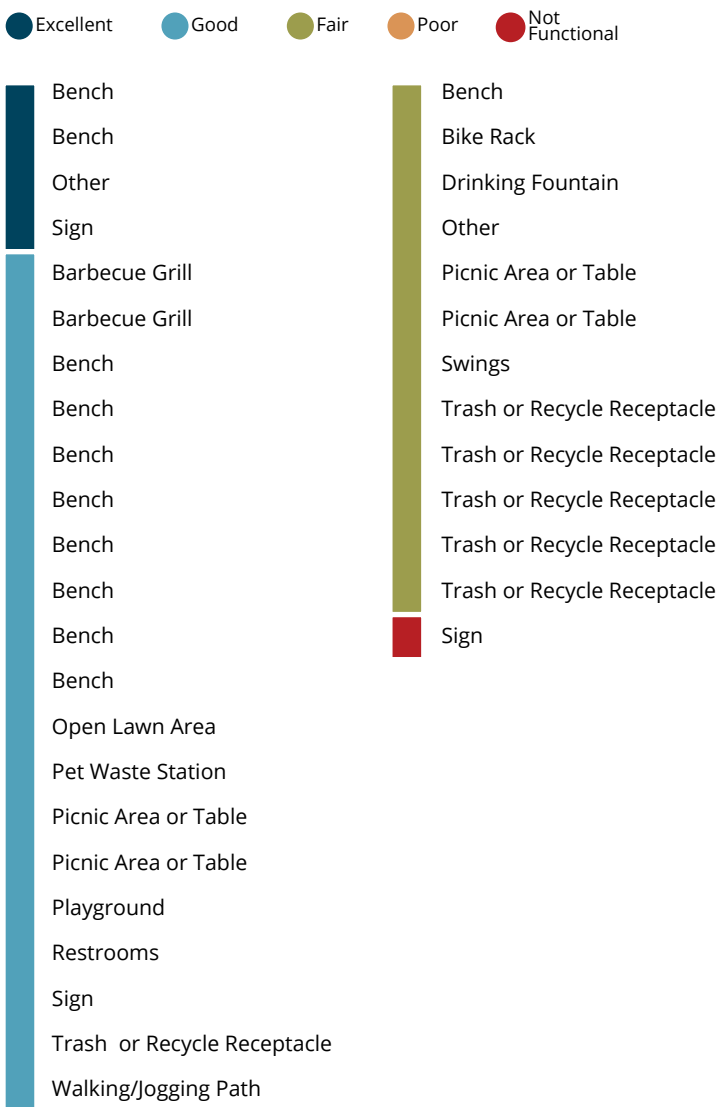 Excellent
Good
Fair
Poor
Not
Functional
Bench
Bench
Other
Sign
Barbecue Grill
Barbecue Grill
Bench
Bench
Bench
Bench
Bench
Bench
Bench
Bench
Open Lawn Area
Pet Waste Station
Picnic Area or Table
Picnic Area or Table
Playground
Restrooms
Sign
Trash  or Recycle Receptacle
Walking/Jogging Path
Bench
Bike Rack
Drinking Fountain
Other
Picnic Area or Table
Picnic Area or Table
Swings
Trash or Recycle Receptacle
Trash or Recycle Receptacle
Trash or Recycle Receptacle
Trash or Recycle Receptacle
Trash or Recycle Receptacle
Sign